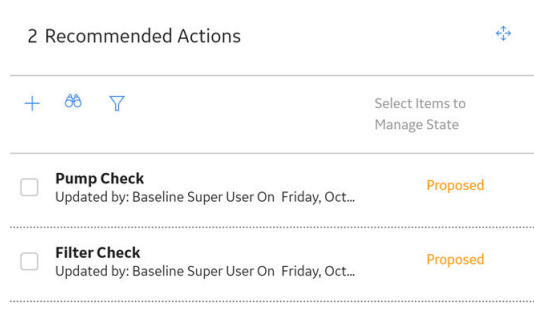 2 Recommended Actions
Select Items to
Manage State
Pump Check
Proposed
Updated by: Baseline Super User On Friday, Oct...
Filter Check
Proposed
Updated by: Baseline Super User On Friday, Oct...